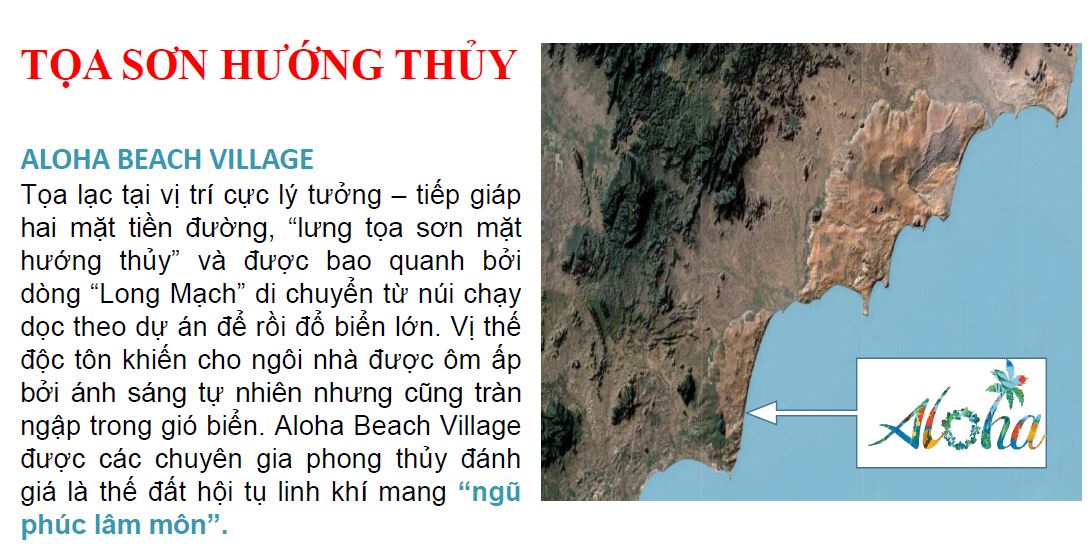 TỌA SƠN HƯỚNG THỦY
ALOHA BEACH VILLAGE
Tọa lạc tại vị trí cực lý tưởng – tiếp giáp
hai mặt tiền đường, “lưng tọa sơn mặt
hướng thủy” và được bao quanh bởi
dòng “Long Mạch” di chuyển từ núi chạy
dọc theo dự án để rồi đổ biển lớn. Vị thế
độc tôn khiến cho ngôi nhà được ôm ấp
bởi ánh sáng tự nhiên nhưng cũng tràn
ngập trong gió biển. Aloha Beach Village
được các chuyên gia phong thủy đánh
giá là thế đất hội tụ linh khí mang “ngũ
phúc lâm môn”.
Aloha